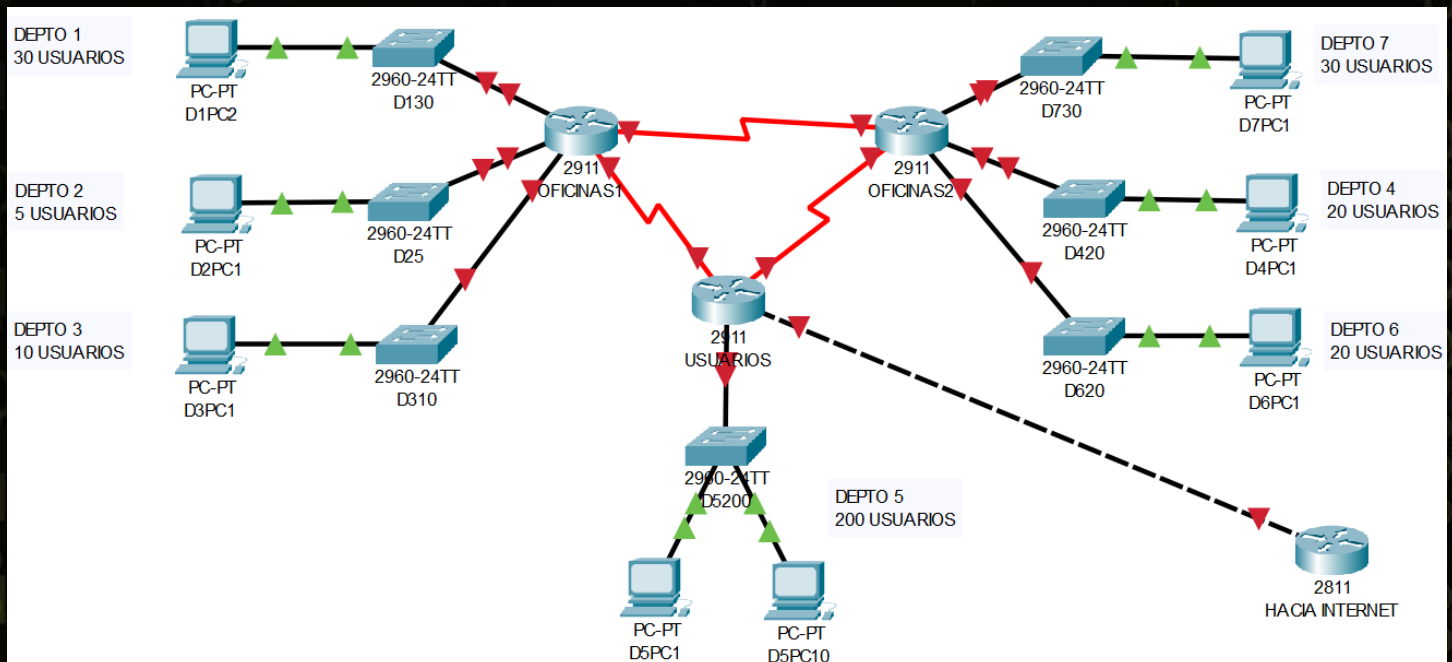 DEPTO 1
30 USUARIOS
PC-PT
D1PC2
2960-24TT
D130
2911
OFICINAS1
DEPTO 2
5 USUARIOS
PC-PT
D2PC1
2960-24TT
D25
DEPTO 3
10 USUARIOS
PC-PT
D3PC1
2960-24TT
D310
2911
USUARIOS
2960-24TT
D5200
DEPTO 5
200 USUARIOS
PC-PT
D5PC1
PC-PT
D5PC10
2911
OFICINAS2
2960-24TT
D730
PC-PT
D7PC1
DEPTO 7
30 USUARIOS
2960-24TT
D420
PC-PT
D4PC1
DEPTO 4
20 USUARIOS
2960-24TT
D620
PC-PT
D6PC1
DEPTO 6
20 USUARIOS
2811
HACIA INTERNET